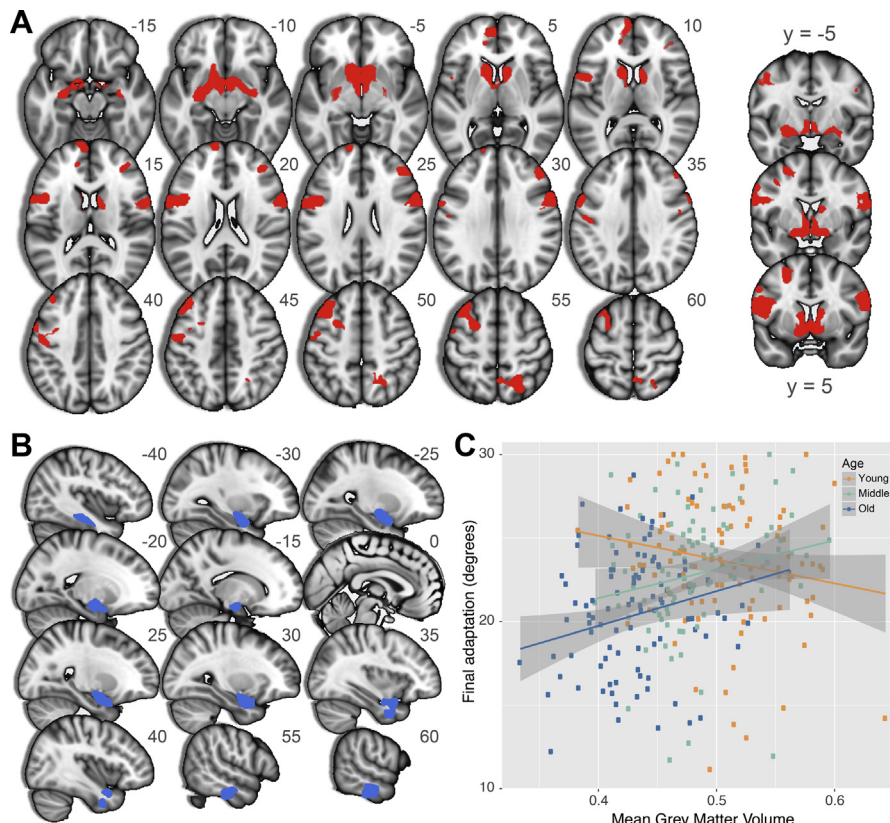 A
-15 -10 -5 5 10
y = -5
15 20 25 30 35
40 45 50 55 60
y = 5
B
-40 -30 -25
-20 -15 0
25 30 35
40 55 60
C
30
Age
Young
Middle
Old
20
Final adaptation (degrees)
10
0.4 0.5 0.6
Mean Grey Matter Volume